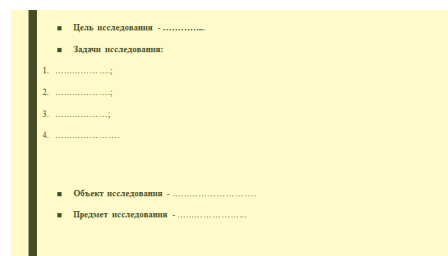 ▪ Цель исследования - ……………..
▪ Задачи исследования:
1. ………………….;
2. ………………….;
3. …………………;
4. …………………….
▪ Объект исследования - …………………………….
▪ Предмет исследования - ………………………..